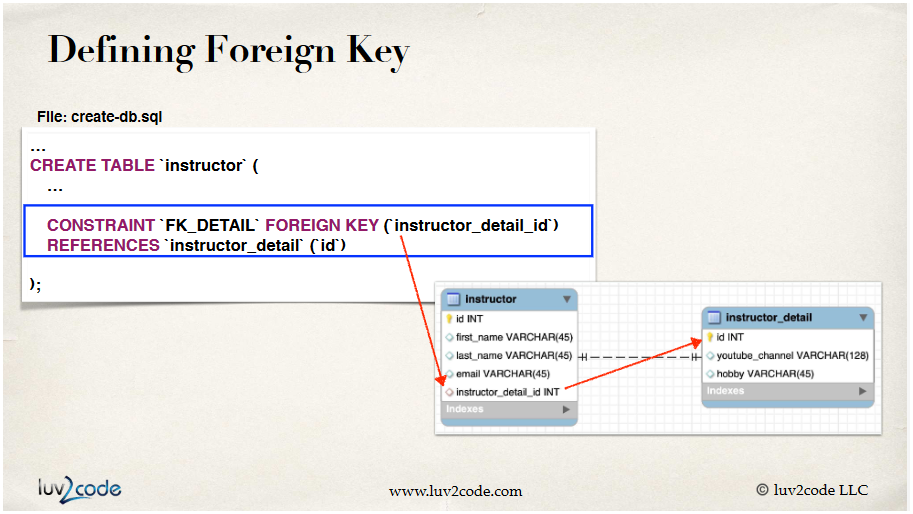 Defining Foreign Key
File: create-db.sql
…
CREATE TABLE `instructor` (
…
CONSTRAINT `FK_DETAIL` FOREIGN KEY (`instructor_detail_id`)
REFERENCES `instructor_detail` (`id`)
);
instructor
id INT
first_name VARCHAR(45)
last_name VARCHAR(45)
email VARCHAR(45)
instructor_detail_id INT
Indexes
instructor_detail
id INT
youtube_channel VARCHAR(128)
hobby VARCHAR(45)
Indexes
luv2code
www.luv2code.com
© luv2code LLC